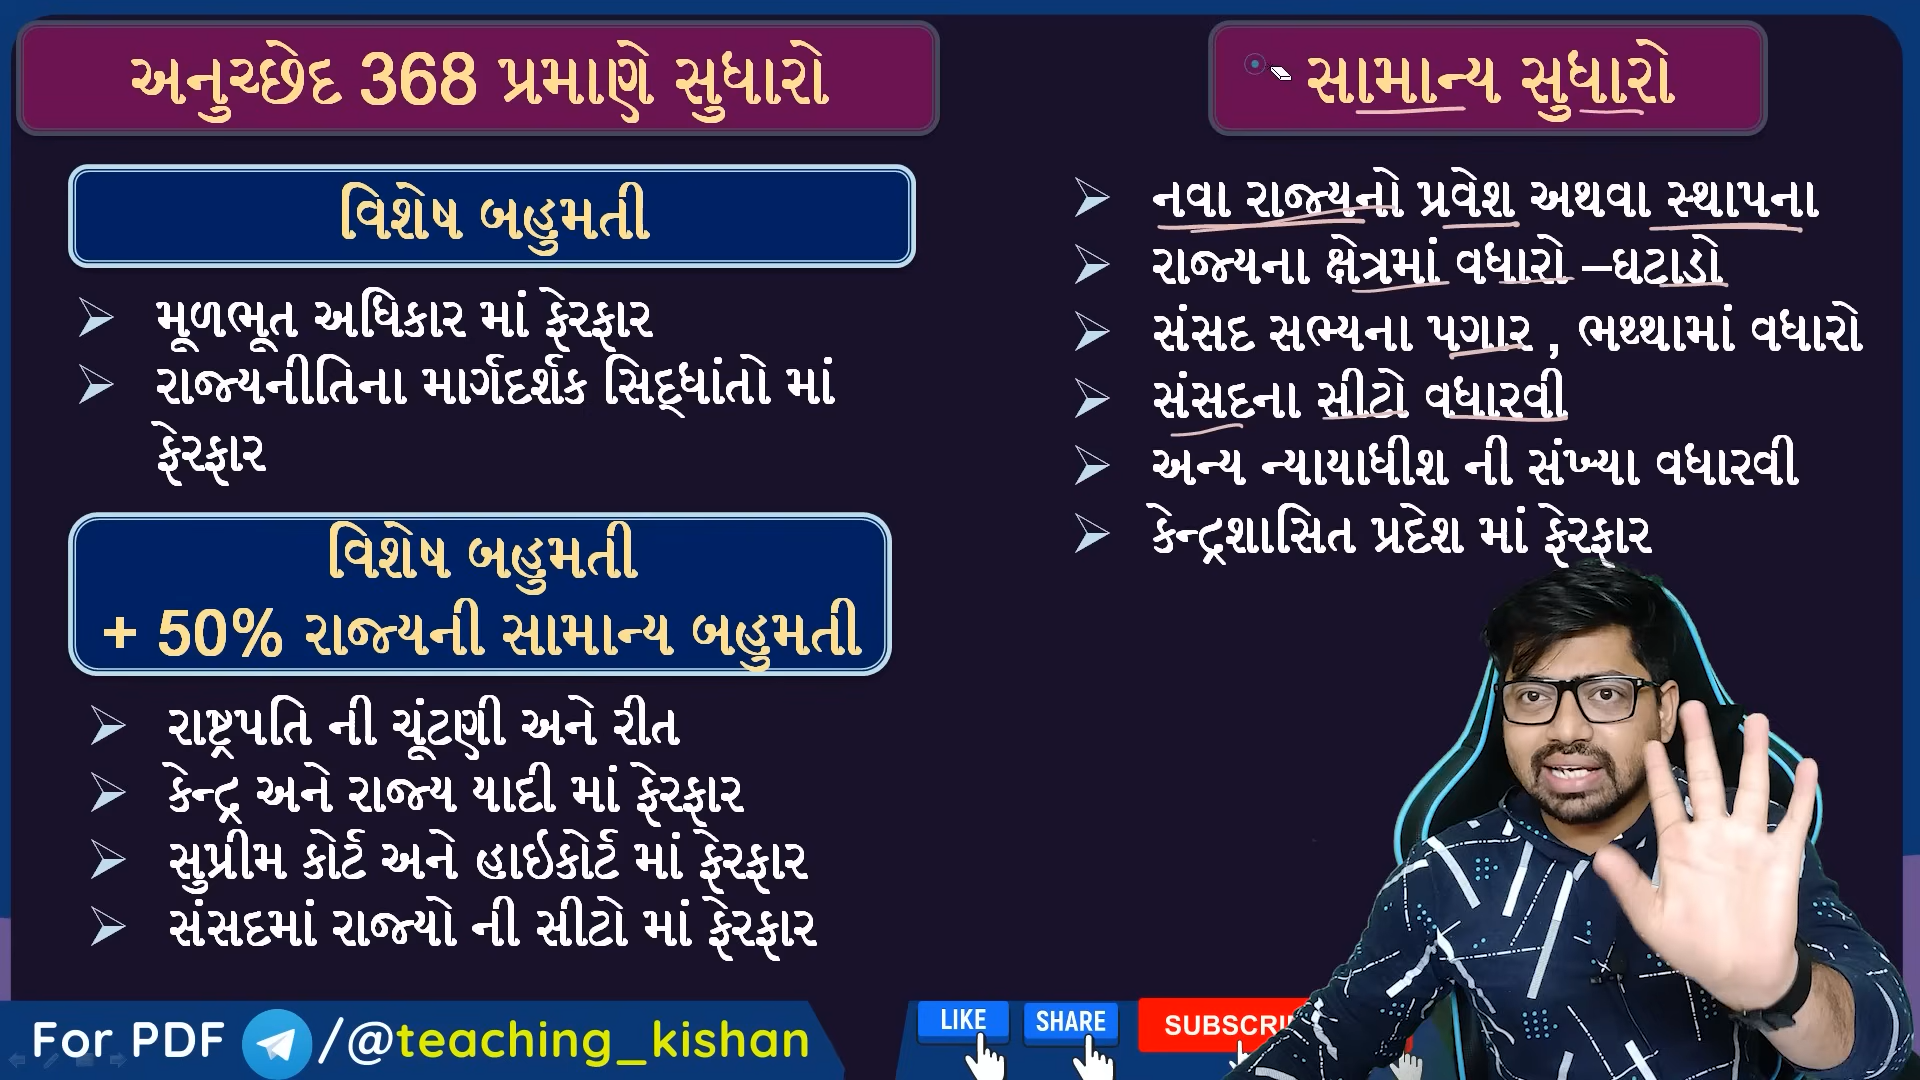 અનુચ્છેદ 368 પ્રમાણે સુધારો
વિશેષ બહુમતી
મૂળભૂત અધિકાર માં ફેરફાર
રાજ્યનીતિના માર્ગદર્શક સિદ્ધાંતો માં
ફેરફાર
વિશેષ બહુમતી
+ 50% રાજ્યની સામાન્ય બહુમતી
રાષ્ટ્રપતિ ની ચૂંટણી અને રીત
કેન્દ્ર અને રાજ્ય યાદી માં ફેરફાર
સુપ્રીમ કોર્ટ અને હાઇકોર્ટ માં ફેરફાર
સંસદમાં રાજ્યો ની સીટો માં ફેરફાર
સામાન્ય સુધારો
નવા રાજ્યનો પ્રવેશ અથવા સ્થાપના
રાજ્યના ક્ષેત્રમાં વધારો –ઘટાડો
સંસદ સભ્યના પગાર , ભથ્થામાં વધારો
સંસદના સીટો વધારવી
અન્ય ન્યાયાધીશ ની સંખ્યા વધારવી
કેન્દ્રશાસિત પ્રદેશ માં ફેરફાર
For PDF /@teaching_kishan
LIKE SHARE SUBSCRI